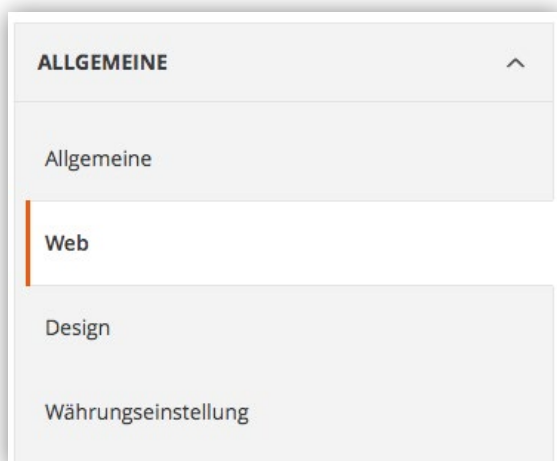 ALLGEMEINE
Allgemeine
Web
Design
Währungseinstellung